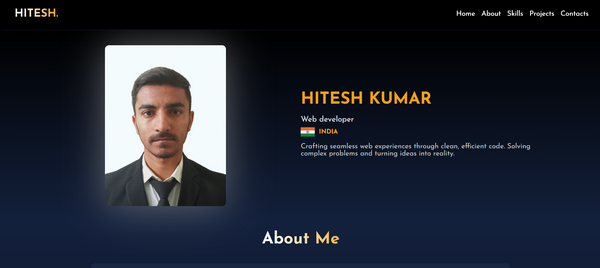 HITESH.
Home About Skills Projects Contacts
HITESH KUMAR
Web developer
INDIA
Crafting seamless web experiences through clean, efficient code. Solving
complex problems and turning ideas into reality.
About Me